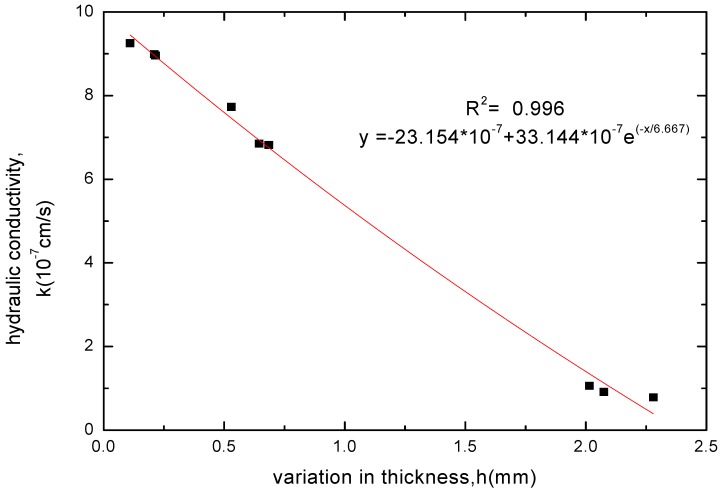 10
8
6
4
2
0
hydraulic conductivity,
k(10⁻⁷cm/s)
R²= 0.996
y =-23.154*10⁻⁷+33.144*10⁻⁷e⁽⁻ˣ/⁶·⁶⁶⁷⁾
0.0 0.5 1.0 1.5 2.0 2.5
variation in thickness,h(mm)